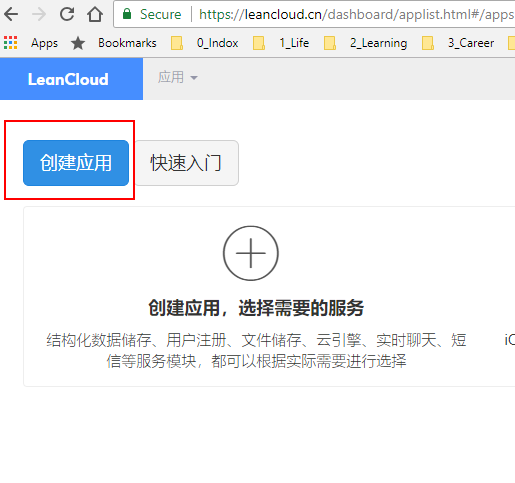 Secure https://leancloud.cn/dashboard/applist.html#/apps
Apps Bookmarks 0_Indox 1_Life 2_Learning 3_Career
LeanCloud 应用
创建应用 快速入门
创建应用，选择需要的服务
结构化数据储存、用户注册、文件储存、云引擎、实时聊天、短
信等服务模块，都可以根据实际需要进行选择